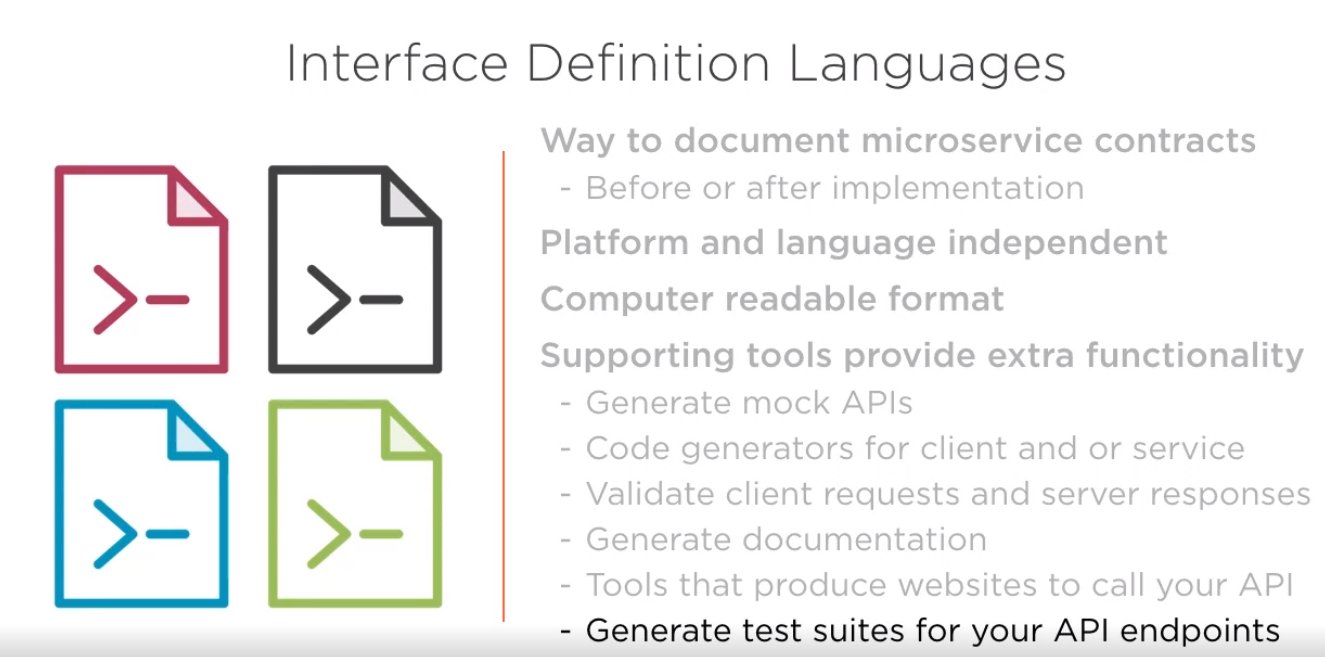 Interface Definition Languages
Way to document microservice contracts
- Before or after implementation
Platform and language independent
Computer readable format
Supporting tools provide extra functionality
- Generate mock APIs
- Code generators for client and or service
- Validate client requests and server responses
- Generate documentation
- Tools that produce websites to call your API
- Generate test suites for your API endpoints